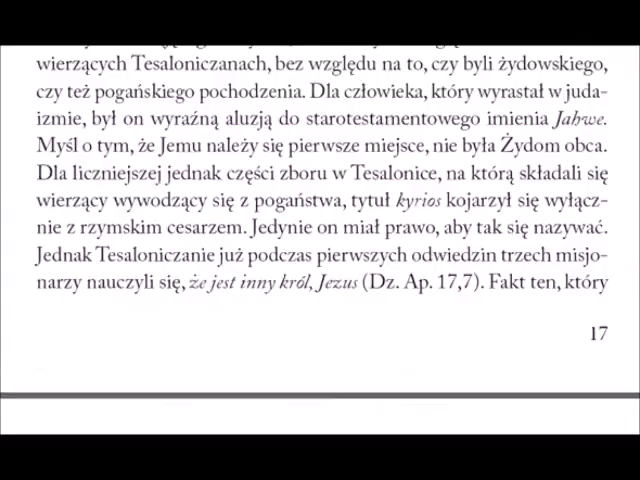 wierzących Tesaloniczanach, bez względu na to, czy byli żydowskiego,
czy też pogańskiego pochodzenia. Dla człowieka, który wyrastał w juda-
izmie, był on wyraźną aluzją do starotestamentowego imienia Jahwe.
Myśl o tym, że Jemu należy się pierwsze miejsce, nie była Żydom obca.
Dla liczniejszej jednak części zboru w Tesalonice, na którą składali się
wierzący wywodzący się z pogaństwa, tytuł kyrios kojarzył się wyłącz-
nie z rzymskim cesarzem. Jedynie on miał prawo, aby tak się nazywać.
Jednak Tesaloniczanie już podczas pierwszych odwiedzin trzech misjo-
narzy nauczyli się, że jest inny król, Jezus (Dz. Ap. 17,7). Fakt ten, który
17